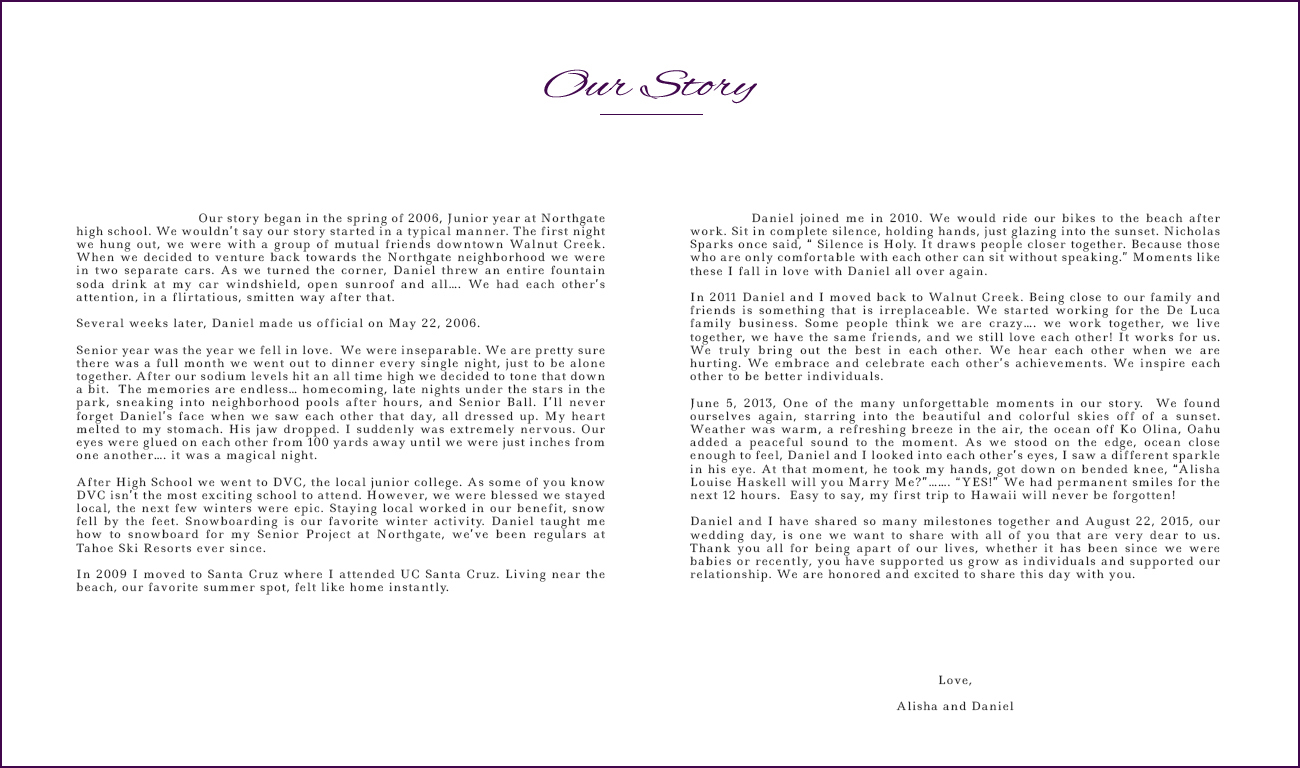 Our Story
Our story began in the spring of 2006, Junior year at Northgate
high school. We wouldn't say our story started in a typical manner. The first night
we hung out, we were with a group of mutual friends downtown Walnut Creek.
When we decided to venture back towards the Northgate neighborhood we were
in two separate cars. As we turned the corner, Daniel threw an entire fountain
soda drink at my car windshield, open sunroof and all.... We had each other's
attention, in a flirtatious, smitten way after that.
Several weeks later, Daniel made us official on May 22, 2006.
Senior year was the year we fell in love.  We were inseparable. We are pretty sure
there was a full month we went out to dinner every single night, just to be alone
together. After our sodium levels hit an all time high we decided to tone that down
a bit.  The memories are endless... homecoming, late nights under the stars in the
park, sneaking into neighborhood pools after hours, and Senior Ball. I'll never
forget Daniel's face when we saw each other that day, all dressed up. My heart
melted to my stomach. His jaw dropped. I suddenly was extremely nervous. Our
eyes were glued on each other from 100 yards away until we were just inches from
one another.... it was a magical night.
After High School we went to DVC, the local junior college. As some of you know
DVC isn't the most exciting school to attend. However, we were blessed we stayed
local, the next few winters were epic. Staying local worked in our benefit, snow
fell by the feet. Snowboarding is our favorite winter activity. Daniel taught me
how to snowboard for my Senior Project at Northgate, we've been regulars at
Tahoe Ski Resorts ever since.
In 2009 I moved to Santa Cruz where I attended UC Santa Cruz. Living near the
beach, our favorite summer spot, felt like home instantly.
Daniel joined me in 2010. We would ride our bikes to the beach after
work. Sit in complete silence, holding hands, just glazing into the sunset. Nicholas
Sparks once said, " Silence is Holy. It draws people closer together. Because those
who are only comfortable with each other can sit without speaking." Moments like
these I fall in love with Daniel all over again.
In 2011 Daniel and I moved back to Walnut Creek. Being close to our family and
friends is something that is irreplaceable. We started working for the De Luca
family business. Some people think we are crazy.... we work together, we live
together, we have the same friends, and we still love each other! It works for us.
We truly bring out the best in each other. We hear each other when we are
hurting. We embrace and celebrate each other's achievements. We inspire each
other to be better individuals.
June 5, 2013, One of the many unforgettable moments in our story.  We found
ourselves again, starring into the beautiful and colorful skies off of a sunset.
Weather was warm, a refreshing breeze in the air, the ocean off Ko Olina, Oahu
added a peaceful sound to the moment. As we stood on the edge, ocean close
enough to feel, Daniel and I looked into each other's eyes, I saw a different sparkle
in his eye. At that moment, he took my hands, got down on bended knee, "Alisha
Louise Haskell will you Marry Me?"....... "YES!" We had permanent smiles for the
next 12 hours.  Easy to say, my first trip to Hawaii will never be forgotten!
Daniel and I have shared so many milestones together and August 22, 2015, our
wedding day, is one we want to share with all of you that are very dear to us.
Thank you all for being apart of our lives, whether it has been since we were
babies or recently, you have supported us grow as individuals and supported our
relationship. We are honored and excited to share this day with you.
Love,
Alisha and Daniel